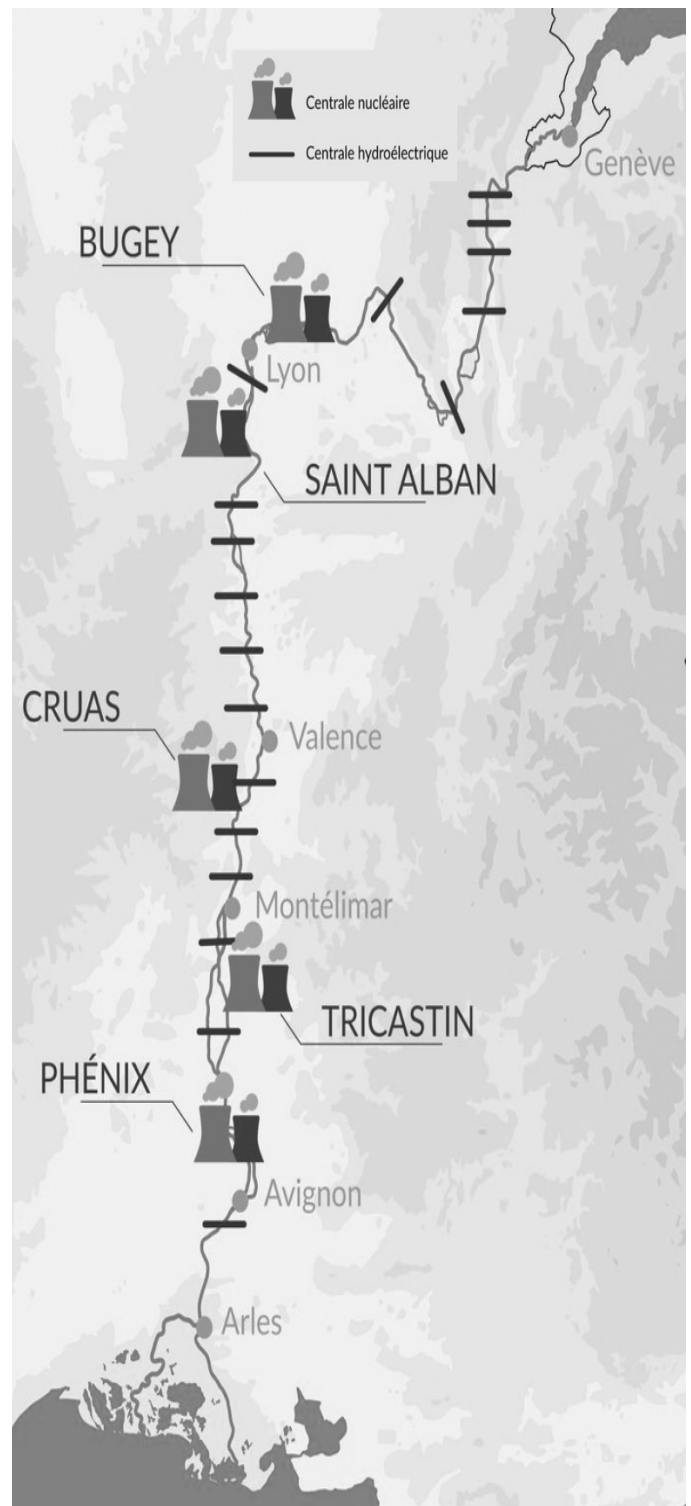 Centrale nucléaire
Centrale hydroélectrique
Genève
BUGEY
Lyon
SAINT ALBAN
CRUAS
Valence
Montélimar
TRICASTIN
PHÉNIX
Avignon
Arles